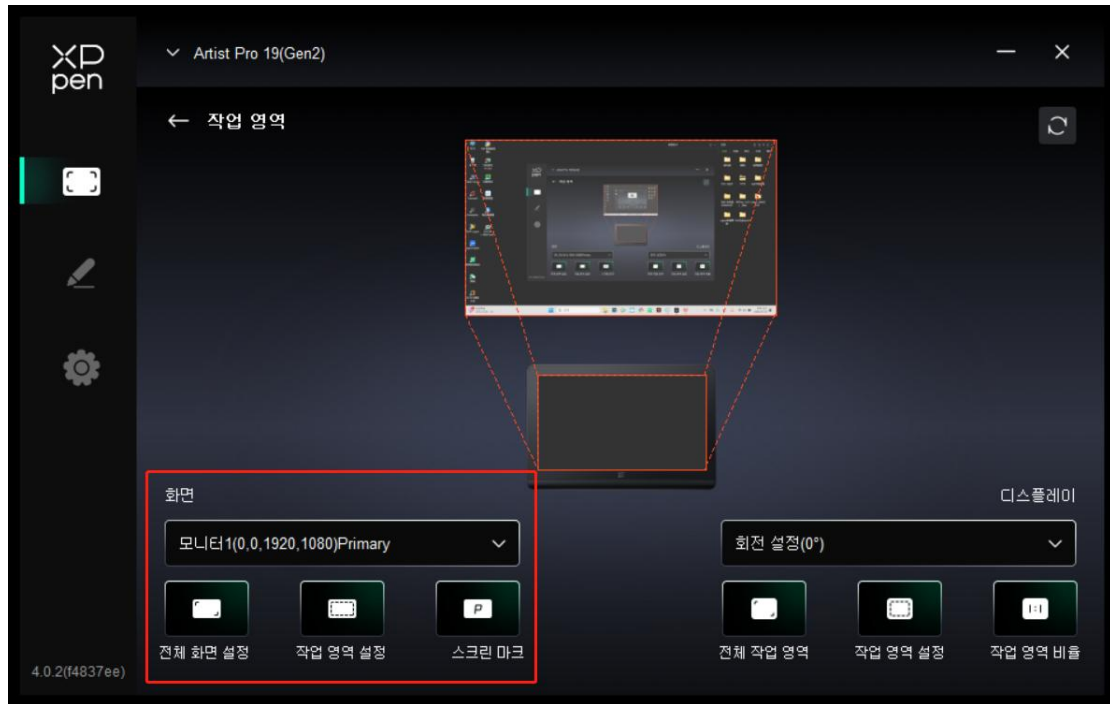 XP
pen
Artist Pro 19(Gen2)
작업 영역
화면
디스플레이
모니터1(0,0,1920,1080)Primary
회전 설정(0°)
P
1:1
전체 화면 설정
작업 영역 설정
스크린 마크
전체 작업 영역
작업 영역 설정
작업 영역 비율
4.0.2(f4837ee)